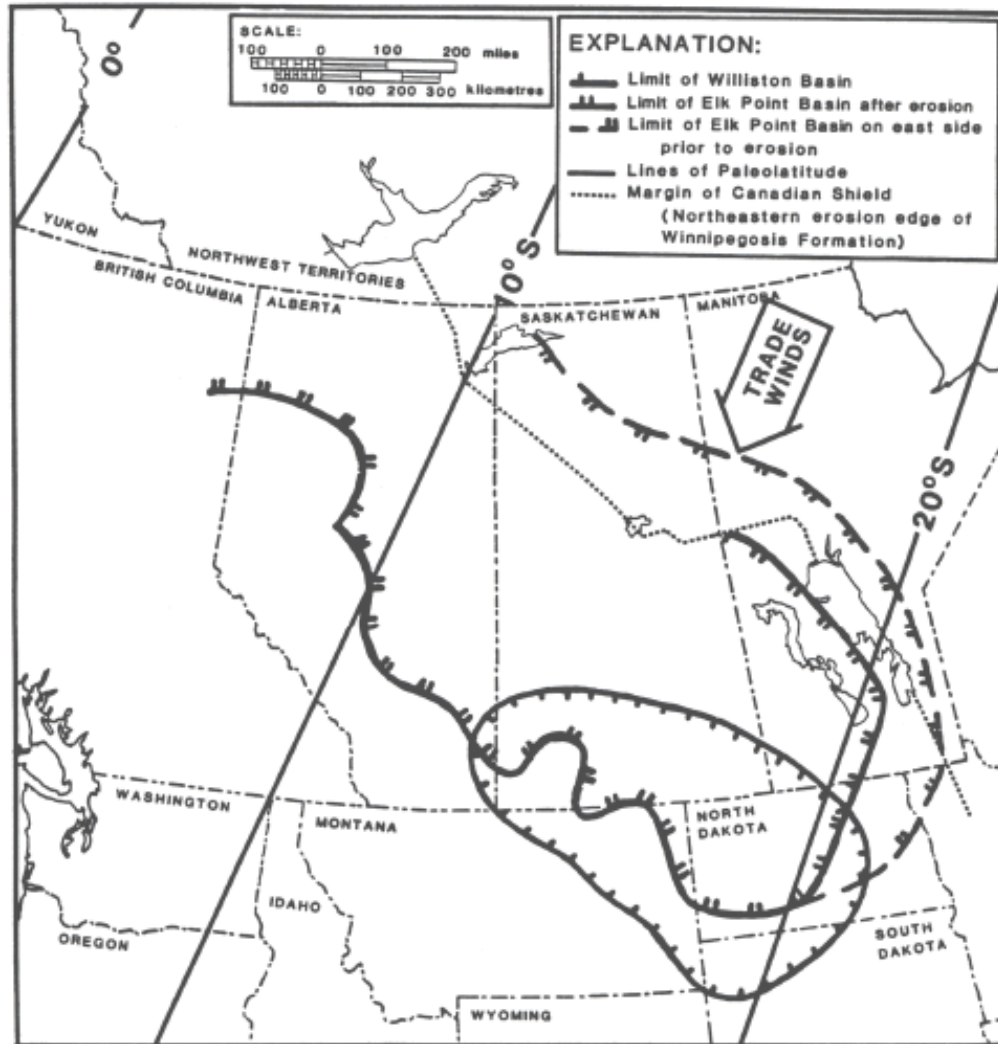 SCALE:
100 0 100 200 miles
100 0 100 200 300 kilometres
EXPLANATION:
Limit of Williston Basin
Limit of Elk Point Basin after erosion
Limit of Elk Point Basin on east side
prior to erosion
Lines of Paleolatitude
Margin of Canadian Shield
(Northeastern erosion edge of
Winnipegosis Formation)
0°
YUKON
NORTHWEST TERRITORIES
BRITISH COLUMBIA
ALBERTA
10°S
SASKATCHEWAN
MANITOBA
TRADE
WINDS
20°S
WASHINGTON
MONTANA
NORTH
DAKOTA
IDAHO
OREGON
SOUTH
DAKOTA
WYOMING